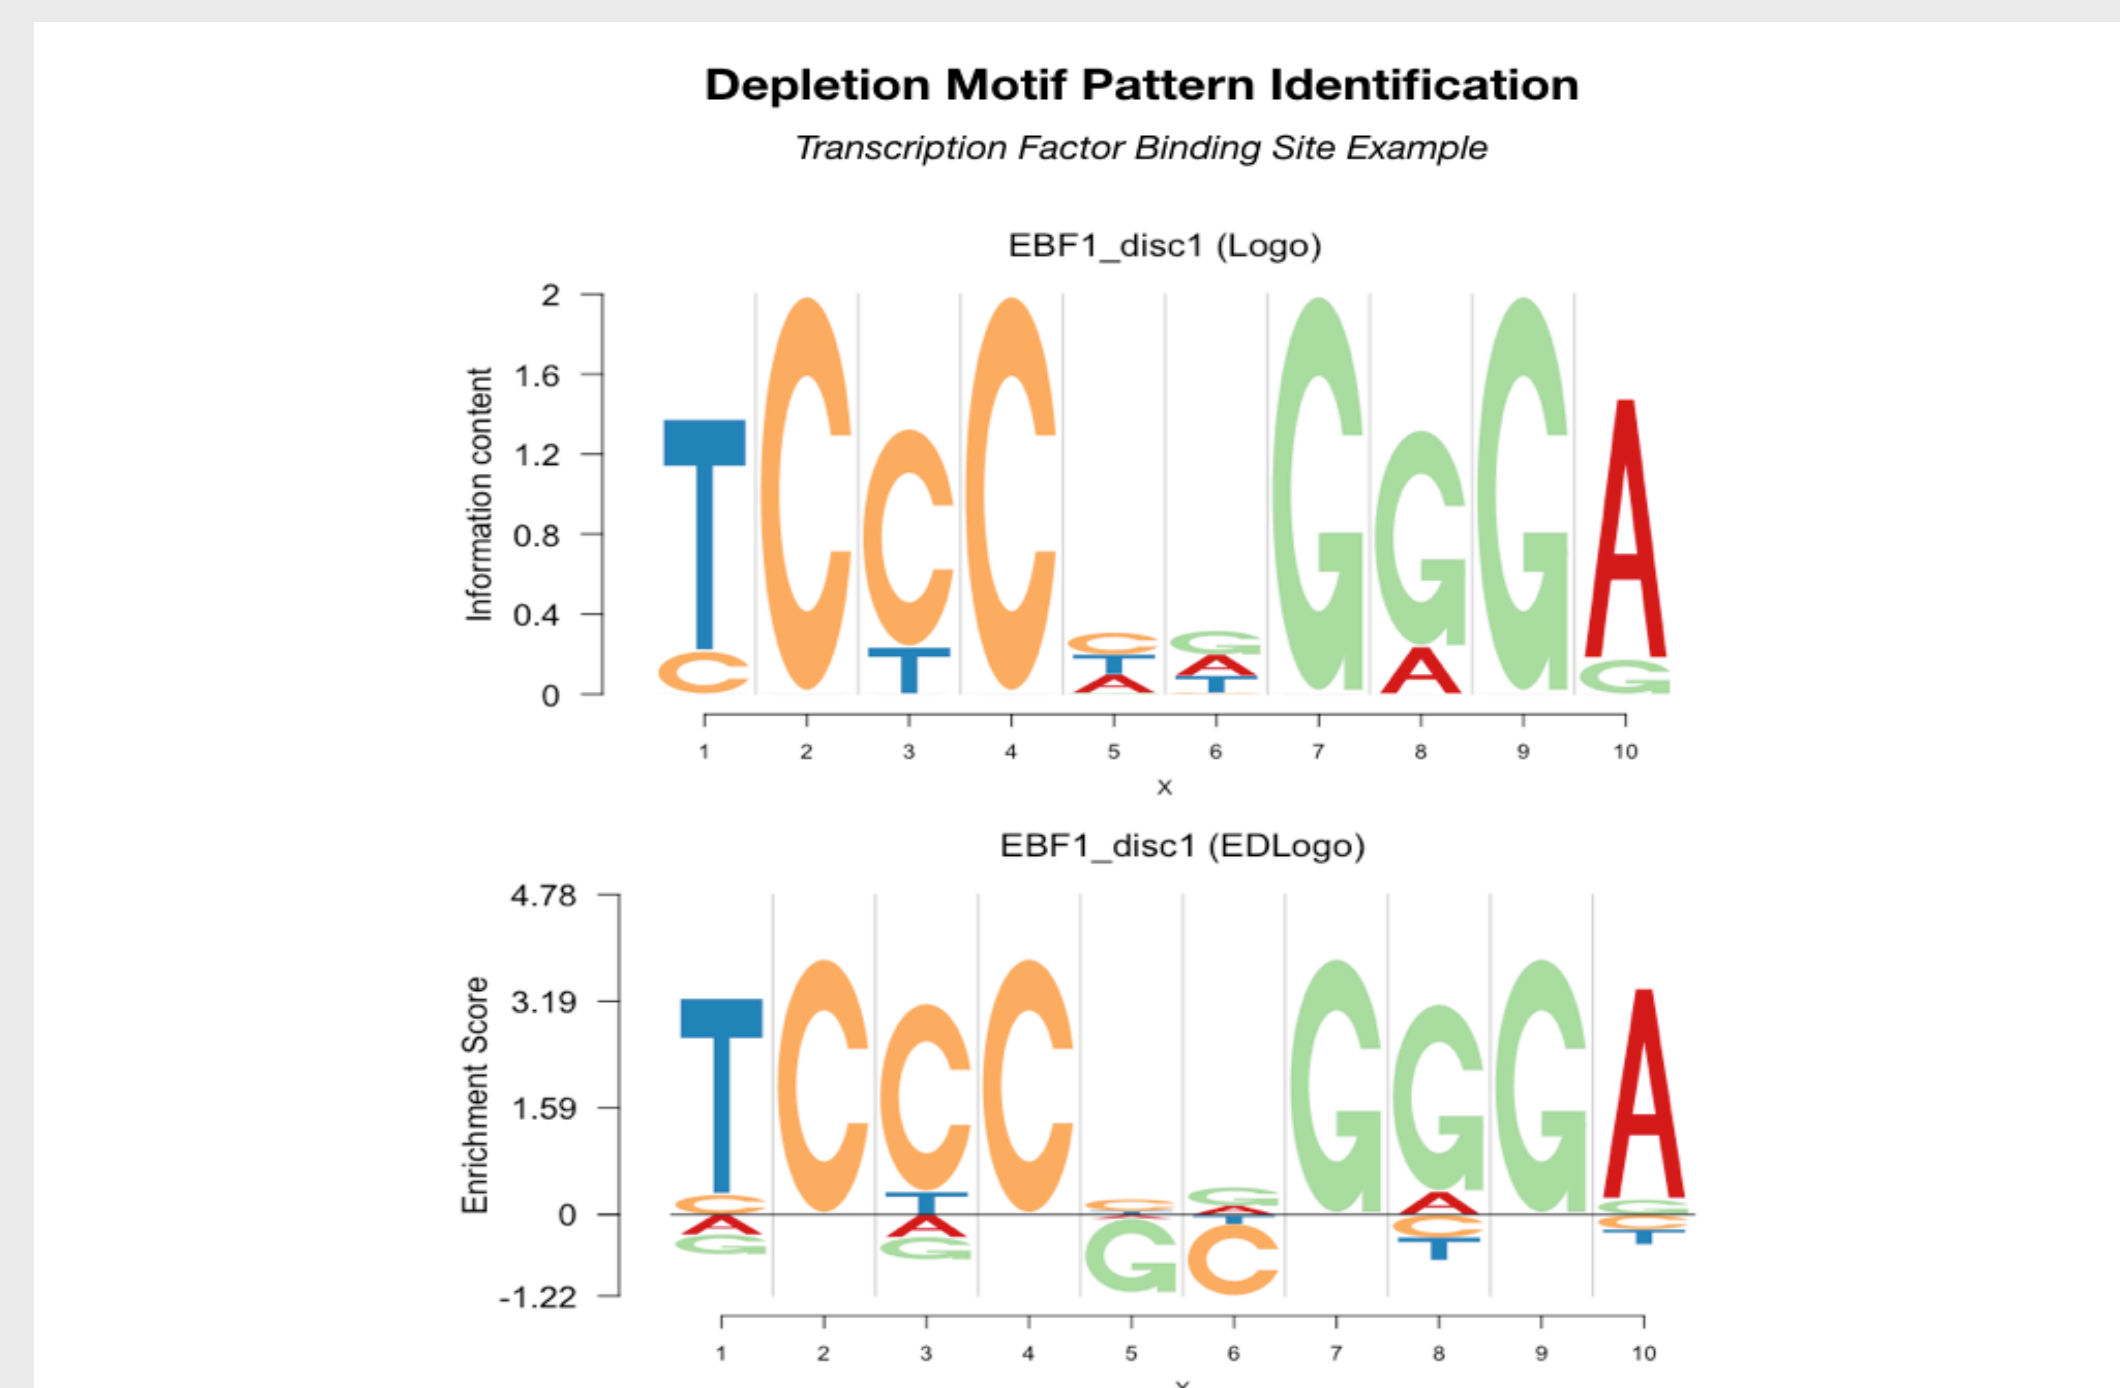 Depletion Motif Pattern Identification
Transcription Factor Binding Site Example
EBF1_disc1 (Logo)
Information content
2
1.6
1.2
0.8
0.4
0
T C C C C G G G G A
C T T A A G
A T
1 2 3 4 5 6 7 8 9 10
x
EBF1_disc1 (EDLogo)
Enrichment Score
4.78
3.19
1.59
0
-1.22
T C C C C G G G G A
C T T A A G
A A A T C C
G G G C T T
1 2 3 4 5 6 7 8 9 10